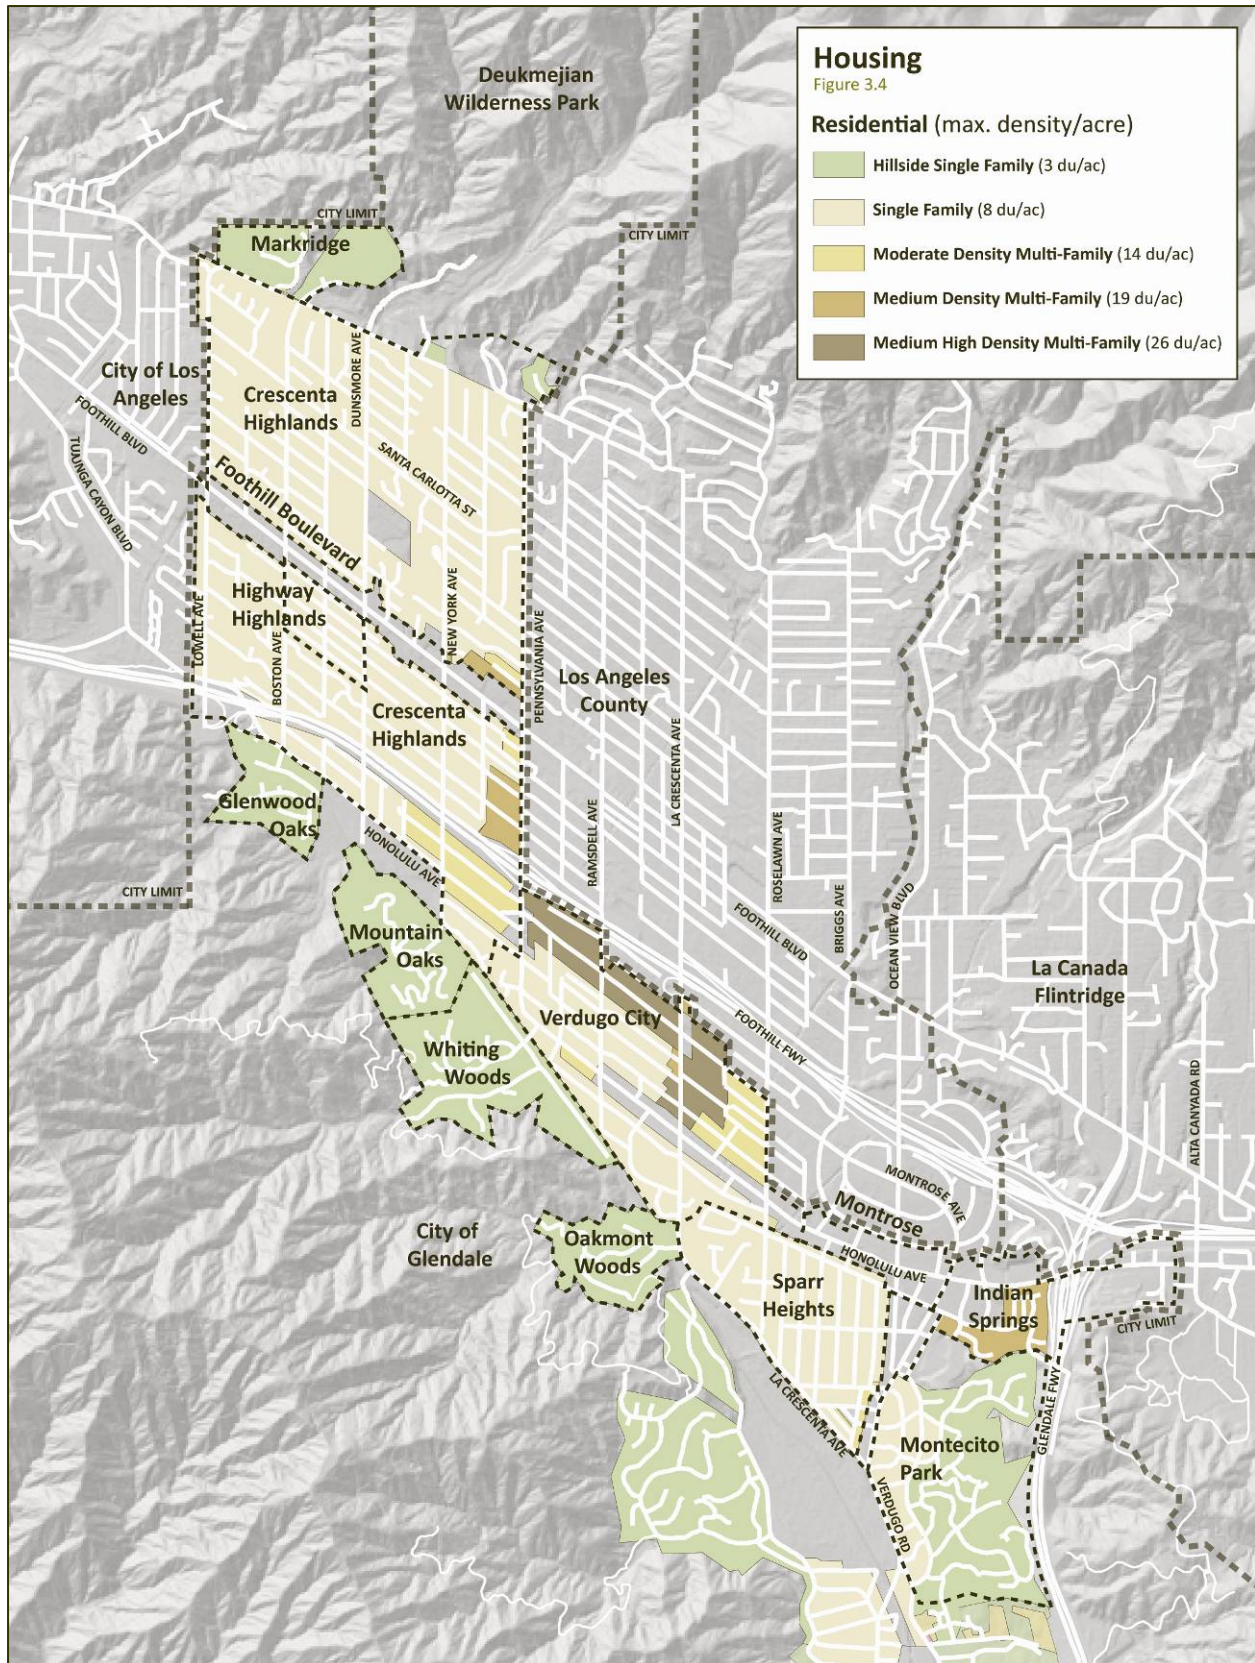 Housing
Figure 3.4
Residential (max. density/acre)
Hillside Single Family (3 du/ac)
Single Family (8 du/ac)
Moderate Density Multi-Family (14 du/ac)
Medium Density Multi-Family (19 du/ac)
Medium High Density Multi-Family (26 du/ac)
Deukmejian
Wilderness Park
CITY LIMIT
Markridge
CITY LIMIT
City of Los
Angeles
Crescenta
Highlands
DUNSMORE AVE
FOOTHILL BLVD
TUJUNGA CAYON BLVD
SANTA CARLOTTA ST
Foothill Boulevard
Highway
Highlands
LOWELL AVE
BOSTON AVE
NEW YORK AVE
PENNSYLVANIA AVE
Los Angeles
County
Crescenta
Highlands
LA CRESCENTA AVE
RAMSDELL AVE
ROSELAWN AVE
BRIGGS AVE
OCEAN VIEW BLVD
FOOTHILL BLVD
Glenwood
Oaks
HONOLULU AVE
CITY LIMIT
Mountain
Oaks
La Canada
Flintridge
Verdugo City
FOOTHILL FWY
Whiting
Woods
ALTA CANYADA RD
MONTROSE AVE
Montrose
City of
Glendale
Oakmont
Woods
HONOLULU AVE
Sparr
Heights
Indian
Springs
CITY LIMIT
LA CRESCENTA AVE
GLENDALE FWY
Montecito
Park
VERDUGO RD